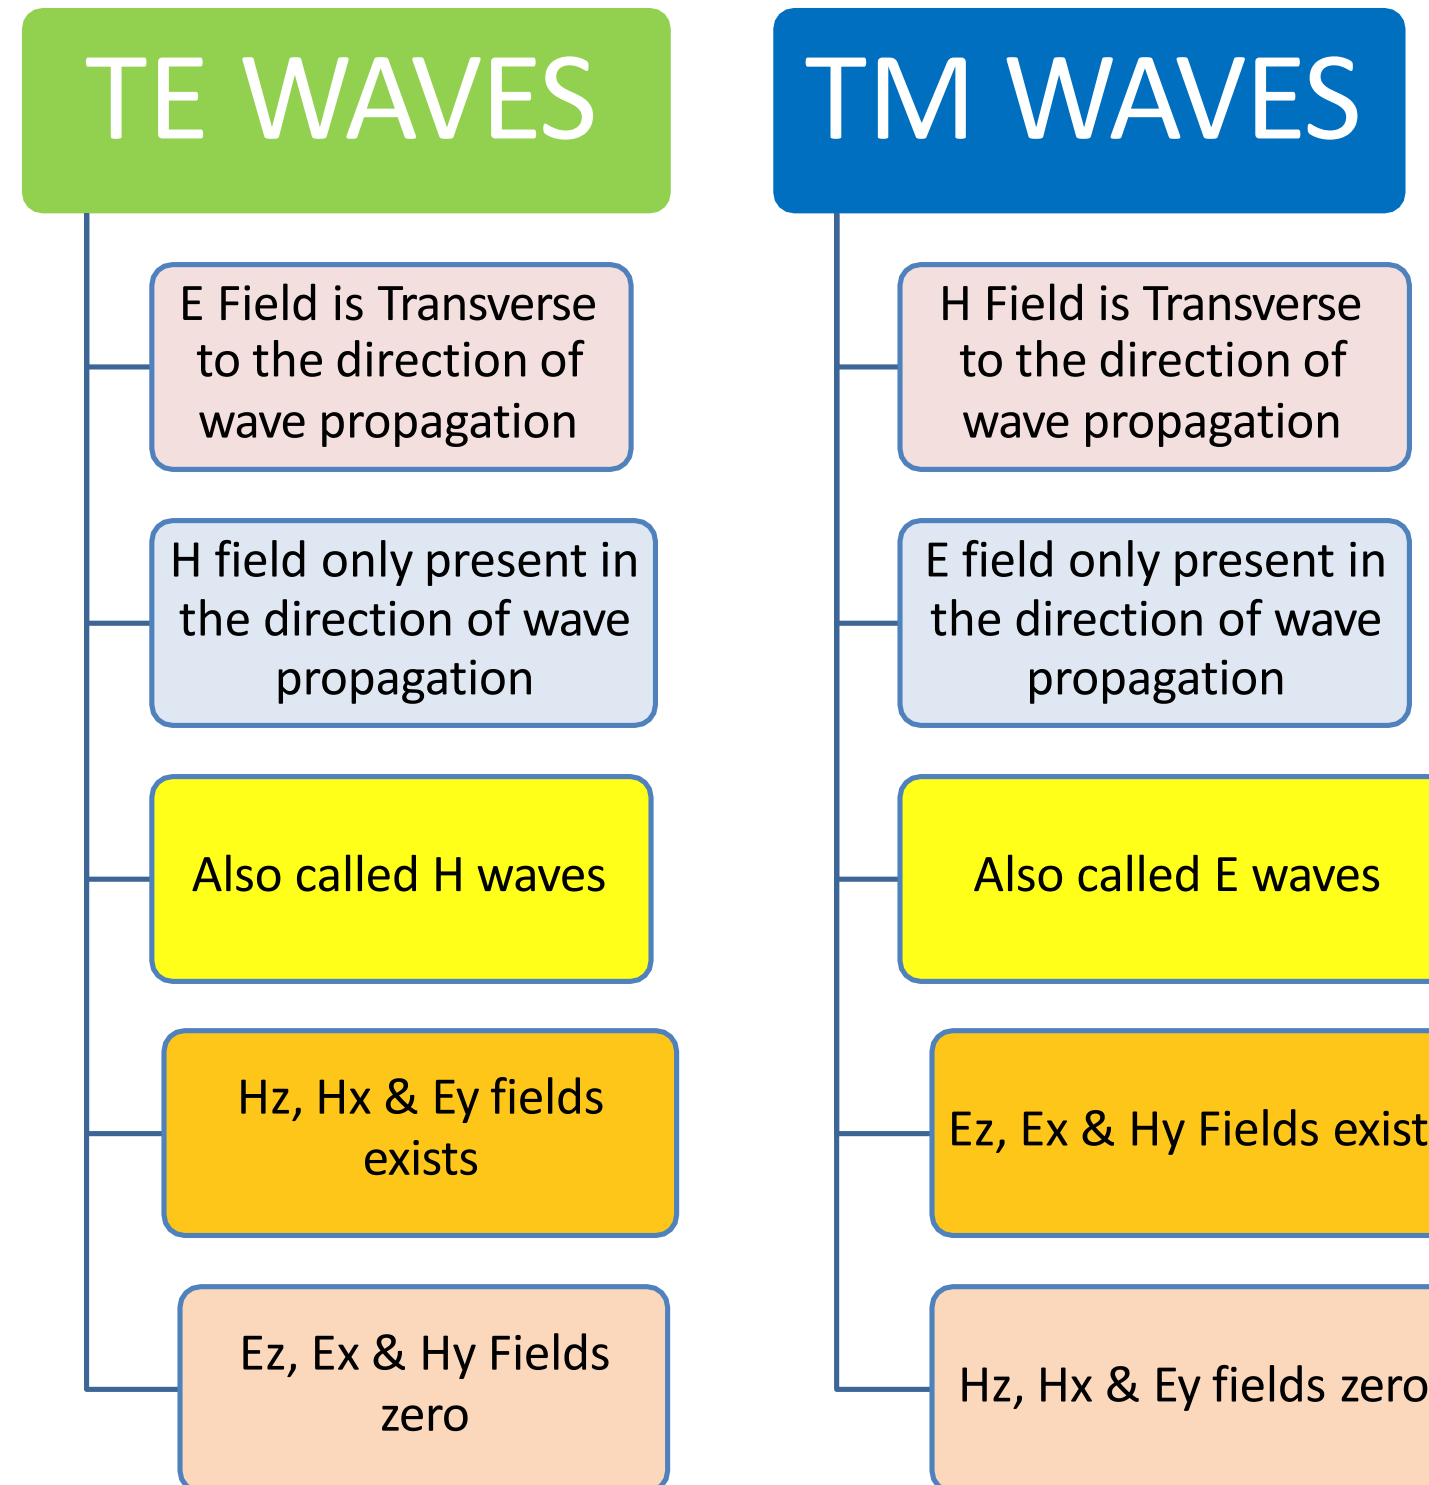 TE WAVES
E Field is Transverse
to the direction of
wave propagation
H field only present in
the direction of wave
propagation
Also called H waves
Hz, Hx & Ey fields
exists
Ez, Ex & Hy Fields
zero
TM WAVES
H Field is Transverse
to the direction of
wave propagation
E field only present in
the direction of wave
propagation
Also called E waves
Ez, Ex & Hy Fields exist
Hz, Hx & Ey fields zero